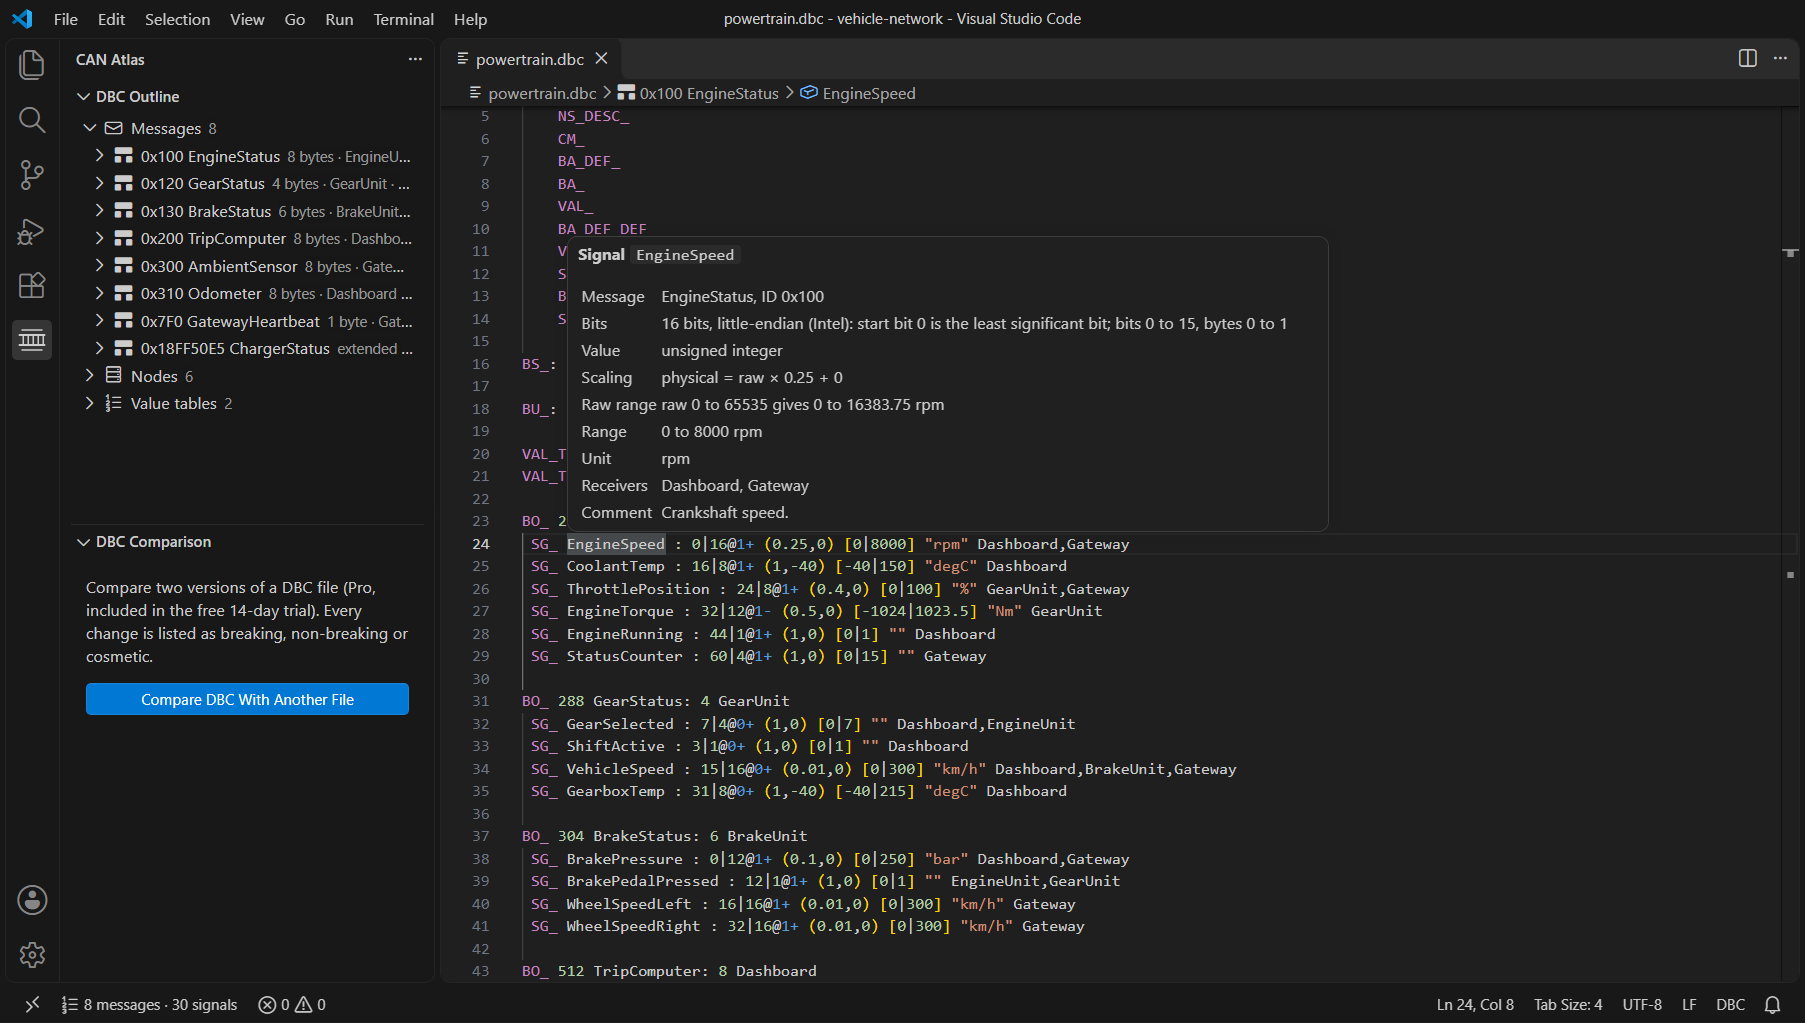 File Edit Selection View Go Run Terminal Help
powertrain.dbc - vehicle-network - Visual Studio Code
CAN Atlas
DBC Outline
Messages 8
0x100 EngineStatus 8 bytes · EngineU...
0x120 GearStatus 4 bytes · GearUnit · ...
0x130 BrakeStatus 6 bytes · BrakeUnit...
0x200 TripComputer 8 bytes · Dashbo...
0x300 AmbientSensor 8 bytes · Gate...
0x310 Odometer 8 bytes · Dashboard ...
0x7F0 GatewayHeartbeat 1 byte · Gat...
0x18FF50E5 ChargerStatus extended ...
Nodes 6
Value tables 2
DBC Comparison
Compare two versions of a DBC file (Pro,
included in the free 14-day trial). Every
change is listed as breaking, non-breaking or
cosmetic.
Compare DBC With Another File
powertrain.dbc
powertrain.dbc > 0x100 EngineStatus > EngineSpeed
5 NS_DESC_
6 CM_
7 BA_DEF_
8 BA_
9 VAL_
10 BA_DEF_DEF
11 V
12 S
13 B
14 S
15
16 BS_:
17
18 BU_:
19
20 VAL_T
21 VAL_T
22
23 BO_ 2
Signal EngineSpeed
Message EngineStatus, ID 0x100
Bits 16 bits, little-endian (Intel): start bit 0 is the least significant bit; bits 0 to 15, bytes 0 to 1
Value unsigned integer
Scaling physical = raw × 0.25 + 0
Raw range raw 0 to 65535 gives 0 to 16383.75 rpm
Range 0 to 8000 rpm
Unit rpm
Receivers Dashboard, Gateway
Comment Crankshaft speed.
24 SG_ EngineSpeed : 0|16@1+ (0.25,0) [0|8000] "rpm" Dashboard,Gateway
25 SG_ CoolantTemp : 16|8@1+ (1,-40) [-40|150] "degC" Dashboard
26 SG_ ThrottlePosition : 24|8@1+ (0.4,0) [0|100] "%" GearUnit,Gateway
27 SG_ EngineTorque : 32|12@1- (0.5,0) [-1024|1023.5] "Nm" GearUnit
28 SG_ EngineRunning : 44|1@1+ (1,0) [0|1] "" Dashboard
29 SG_ StatusCounter : 60|4@1+ (1,0) [0|15] "" Gateway
30
31 BO_ 288 GearStatus: 4 GearUnit
32 SG_ GearSelected : 7|4@0+ (1,0) [0|7] "" Dashboard,EngineUnit
33 SG_ ShiftActive : 3|1@0+ (1,0) [0|1] "" Dashboard
34 SG_ VehicleSpeed : 15|16@0+ (0.01,0) [0|300] "km/h" Dashboard,BrakeUnit,Gateway
35 SG_ GearboxTemp : 31|8@0+ (1,-40) [-40|215] "degC" Dashboard
36
37 BO_ 304 BrakeStatus: 6 BrakeUnit
38 SG_ BrakePressure : 0|12@1+ (0.1,0) [0|250] "bar" Dashboard,Gateway
39 SG_ BrakePedalPressed : 12|1@1+ (1,0) [0|1] "" EngineUnit,GearUnit
40 SG_ WheelSpeedLeft : 16|16@1+ (0.01,0) [0|300] "km/h" Gateway
41 SG_ WheelSpeedRight : 32|16@1+ (0.01,0) [0|300] "km/h" Gateway
42
43 BO_ 512 TripComputer: 8 Dashboard
8 messages · 30 signals 0 0
Ln 24, Col 8 Tab Size: 4 UTF-8 LF DBC